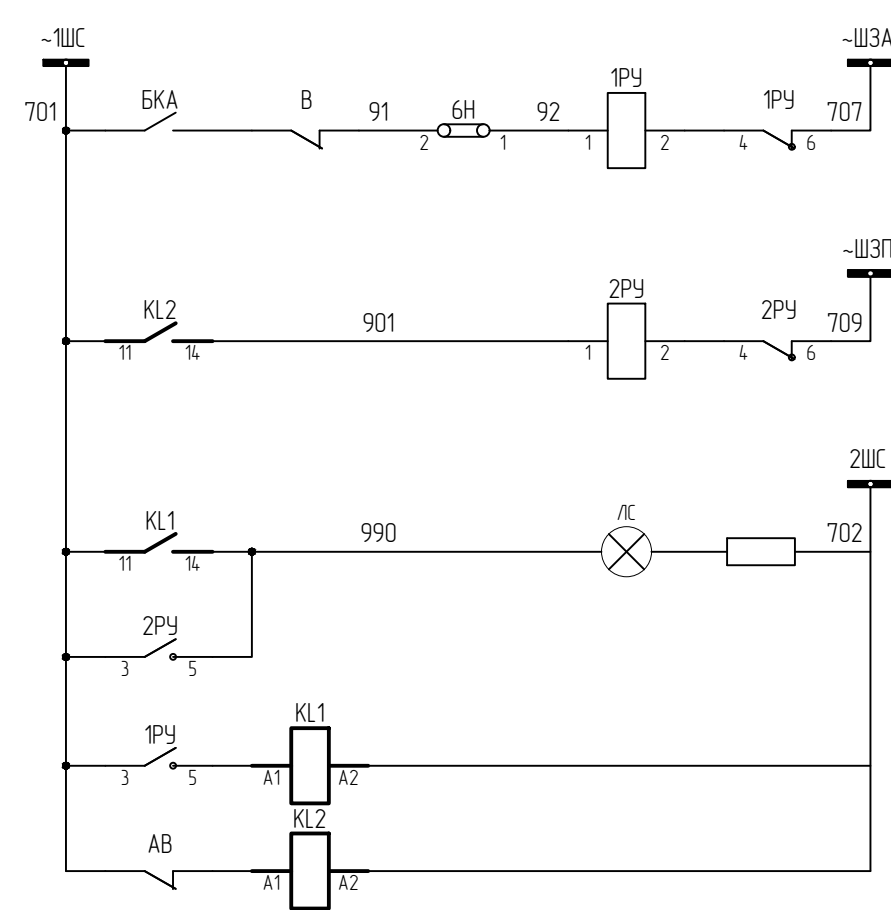 ~1ШС ~ШЗА
701 БКА В 91 6Н 92 1РУ 1РУ 707
2 1 1 2 4 6
~ШЗП
KL2 901 2РУ 2РУ 709
11 14 1 2 4 6
2ШС
KL1 990 ЛС 702
11 14
2РУ
3 5
1РУ KL1
3 5 A1 A2
АВ KL2
A1 A2